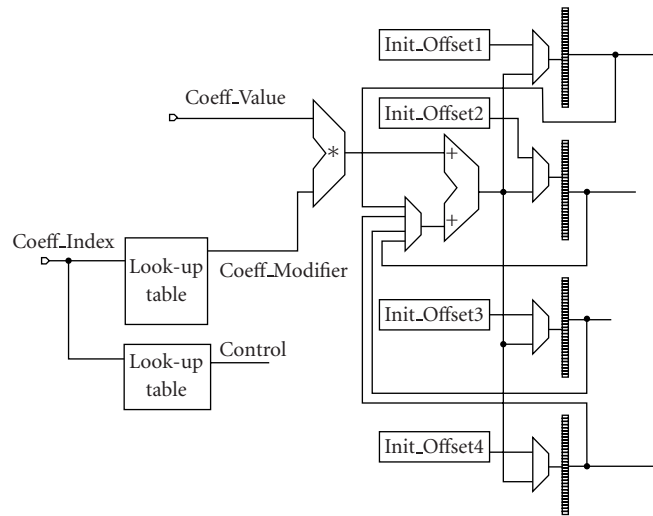 Init_Offset1
Coeff_Value
Init_Offset2
*
+
+
Coeff_Index
Look-up
table
Coeff_Modifier
Init_Offset3
Look-up
table
Control
Init_Offset4